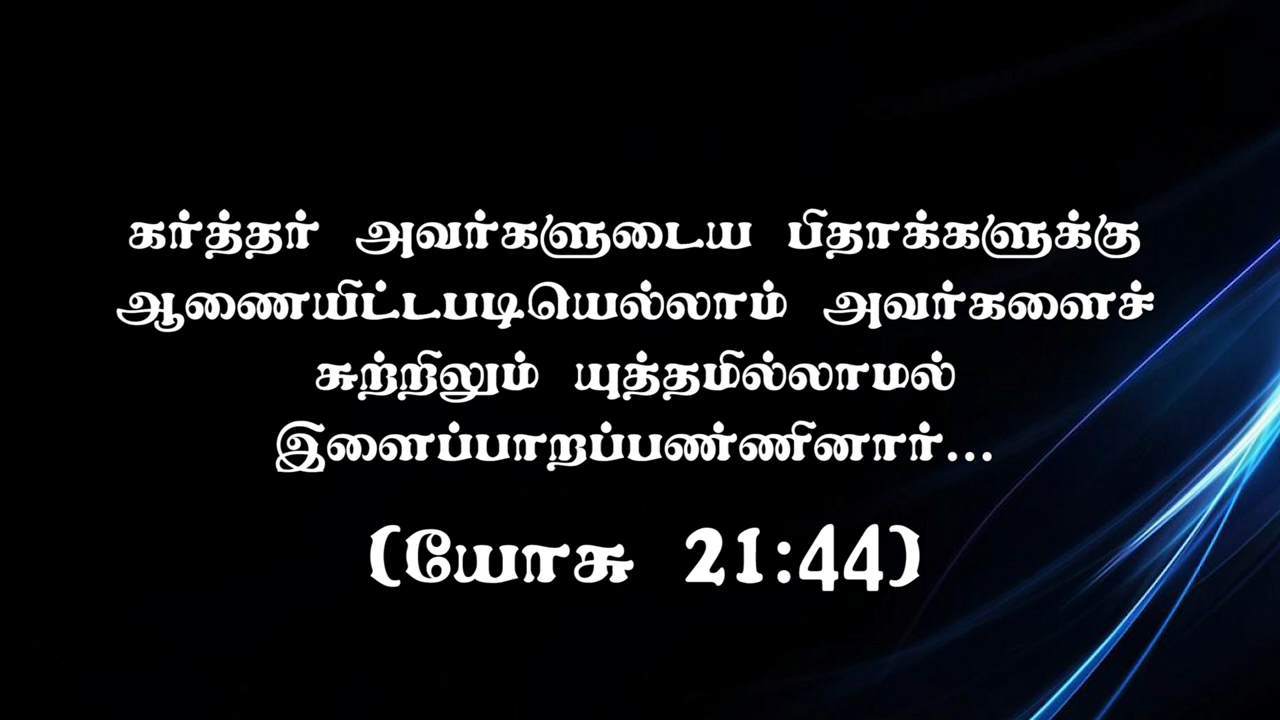 கர்த்தர் அவர்களுடைய பிதாக்களுக்கு
ஆணையிட்டபடியெல்லாம் அவர்களைச்
சுற்றிலும் யுத்தமில்லாமல்
இளைப்பாறப்பண்ணினார்...
(யோசு 21:44)